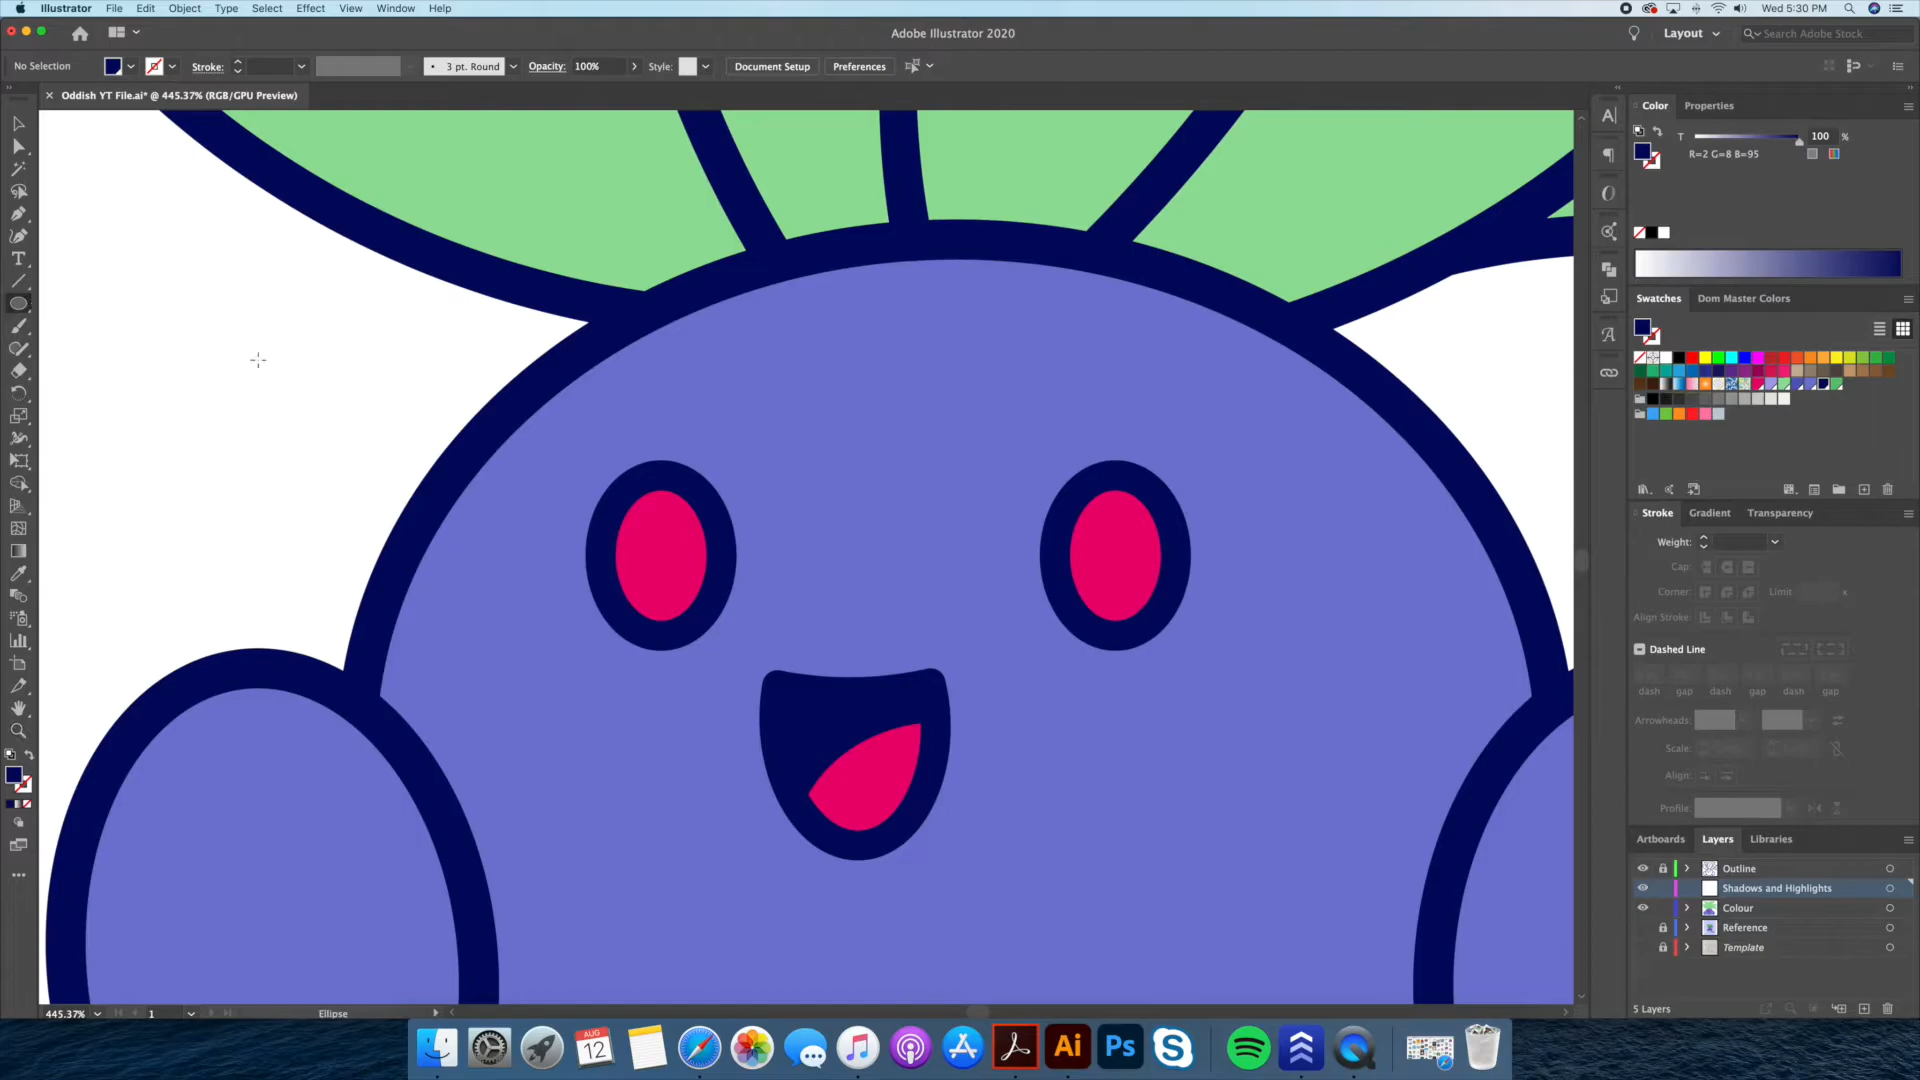 Illustrator File Edit Object Type Select Effect View Window Help
Wed 5:30 PM
Adobe Illustrator 2020
Layout
Search Adobe Stock
No Selection
Stroke:
3 pt. Round
Opacity: 100%
Style:
Document Setup
Preferences
Oddish YT File.ai* @ 445.37% (RGB/GPU Preview)
Color Properties
T 100 %
R=2 G=8 B=95
Swatches Dom Master Colors
Stroke Gradient Transparency
Weight:
Cap:
Corner: Limit x
Align Stroke:
Dashed Line
dash gap dash gap dash gap
Arrowheads:
Scale:
Align:
Profile:
Artboards Layers Libraries
Outline
Shadows and Highlights
Colour
Reference
Template
5 Layers
445.37% 1 Ellipse
AUG
12
Ai
Ps